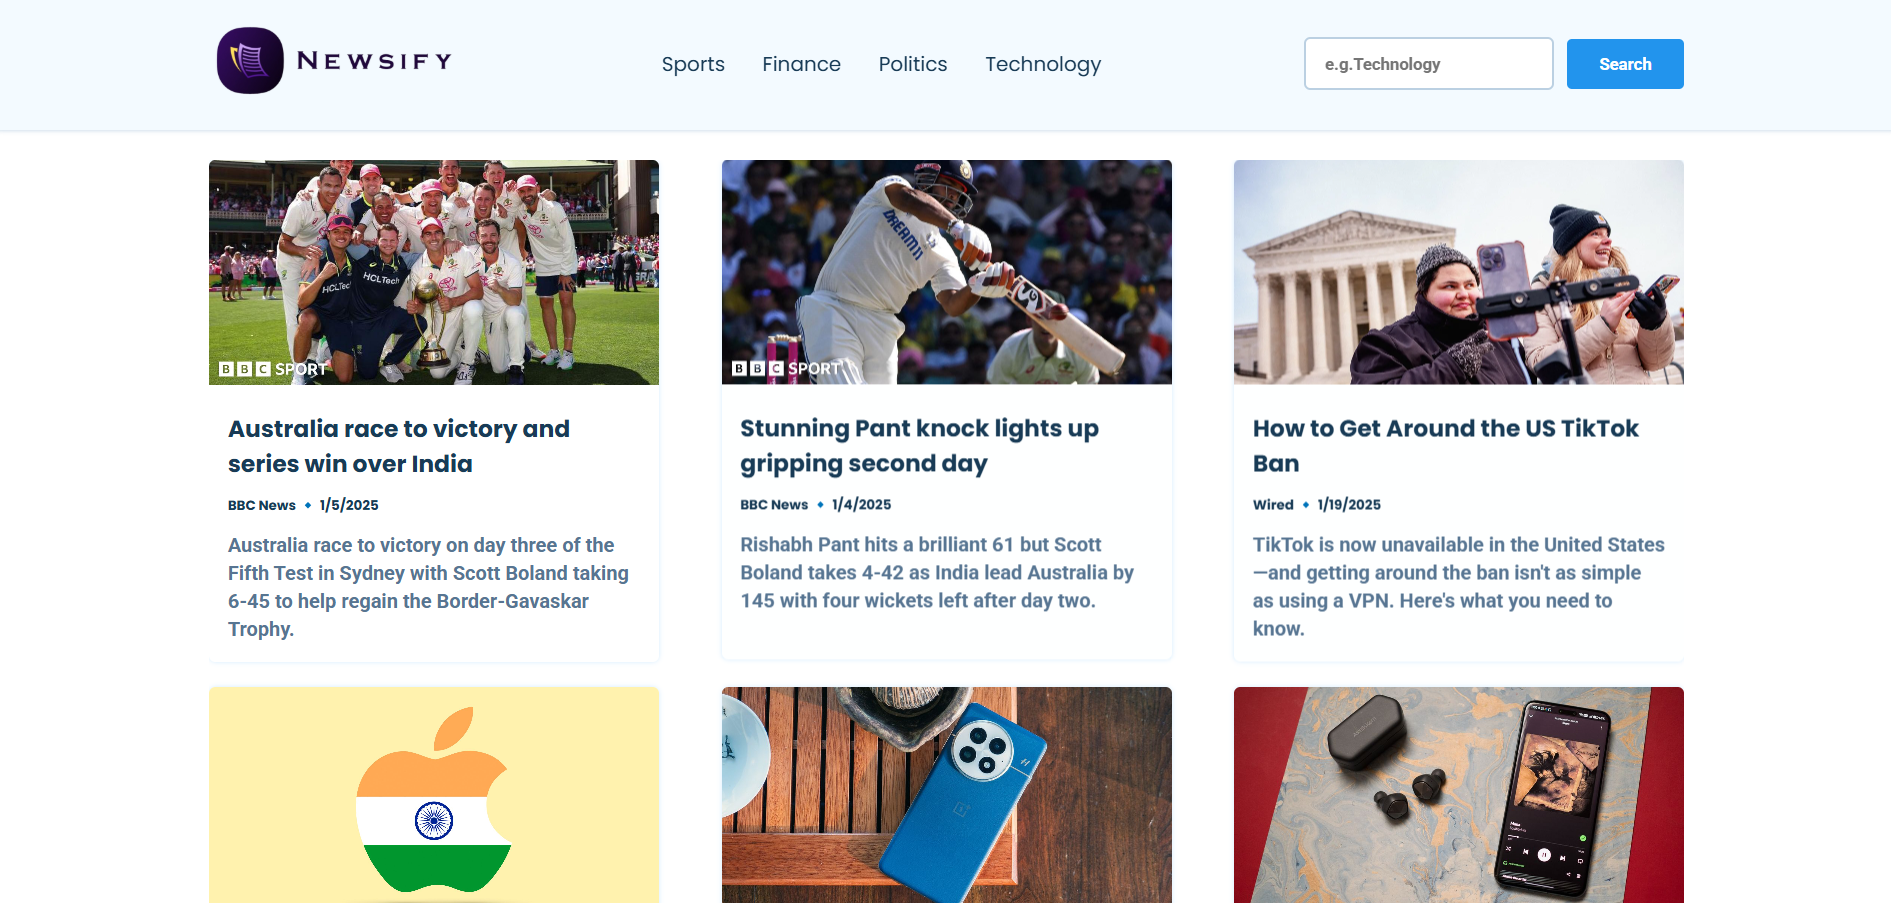 NEWSIFY
Sports Finance Politics Technology
e.g.Technology
Search
HCLTech
HCLTech
BBC SPORT
DREAM11
BBC SPORT
Australia race to victory and
series win over India
BBC News • 1/5/2025
Australia race to victory on day three of the
Fifth Test in Sydney with Scott Boland taking
6-45 to help regain the Border-Gavaskar
Trophy.
Stunning Pant knock lights up
gripping second day
BBC News • 1/4/2025
Rishabh Pant hits a brilliant 61 but Scott
Boland takes 4-42 as India lead Australia by
145 with four wickets left after day two.
How to Get Around the US TikTok
Ban
Wired • 1/19/2025
TikTok is now unavailable in the United States
—and getting around the ban isn't as simple
as using a VPN. Here's what you need to
know.